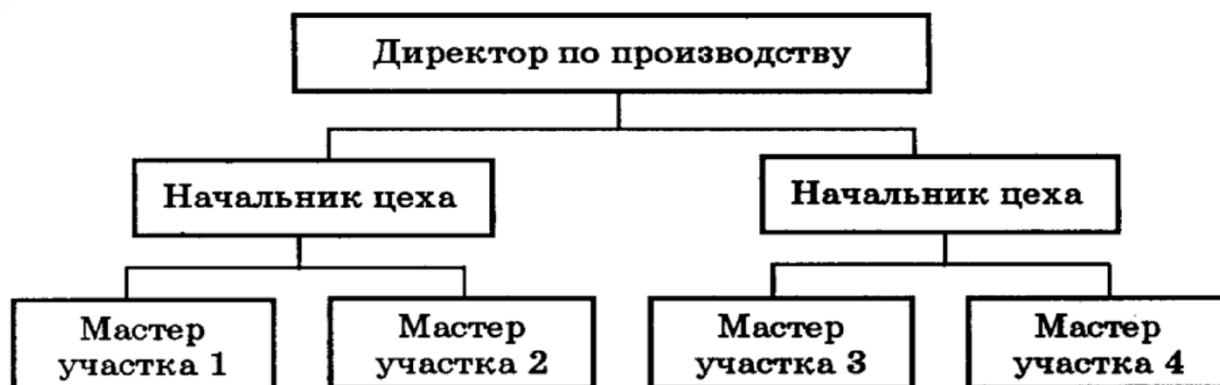 Директор по производству
Начальник цеха
Начальник цеха
Мастер
участка 1
Мастер
участка 2
Мастер
участка 3
Мастер
участка 4